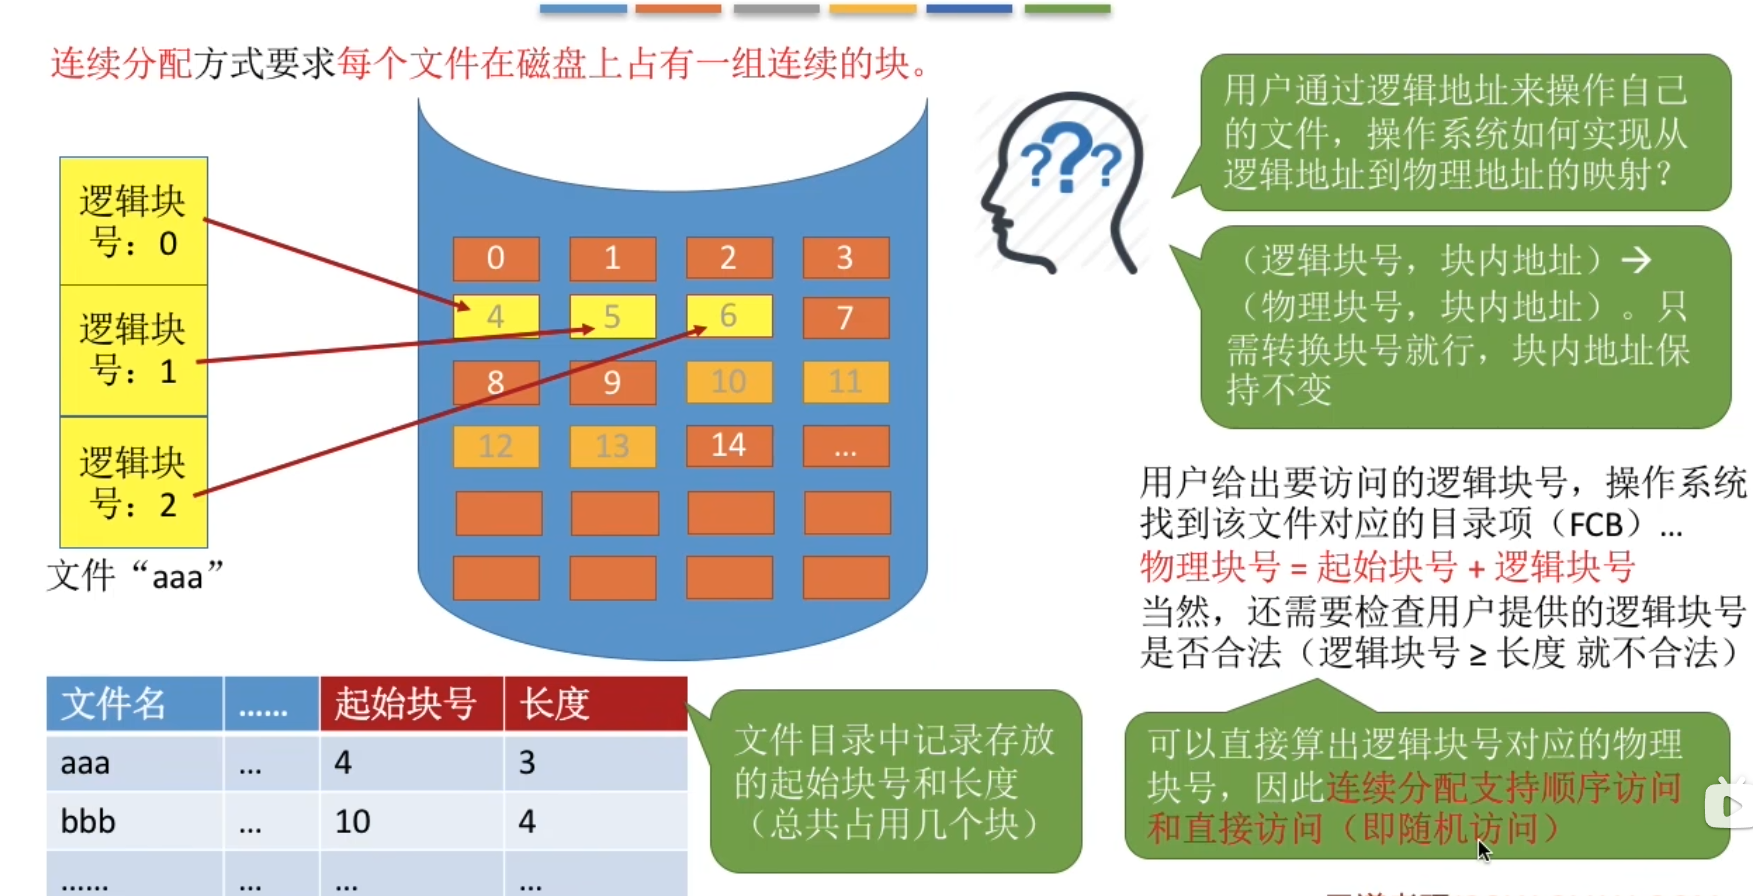 连续分配方式要求每个文件在磁盘上占有一组连续的块。
逻辑块
号：0
逻辑块
号：1
逻辑块
号：2
文件“aaa”
0 1 2 3
4 5 6 7
8 9 10 11
12 13 14 ...
???
用户通过逻辑地址来操作自己
的文件，操作系统如何实现从
逻辑地址到物理地址的映射？
（逻辑块号，块内地址）→
（物理块号，块内地址）。只
需转换块号就行，块内地址保
持不变
用户给出要访问的逻辑块号，操作系统
找到该文件对应的目录项（FCB）...
物理块号 = 起始块号 + 逻辑块号
当然，还需要检查用户提供的逻辑块号
是否合法（逻辑块号 ≥ 长度 就不合法）
可以直接算出逻辑块号对应的物理
块号，因此连续分配支持顺序访问
和直接访问（即随机访问）
文件名 …… 起始块号 长度
aaa ... 4 3
bbb ... 10 4
...... ... ... ...
文件目录中记录存放
的起始块号和长度
（总共占用几个块）